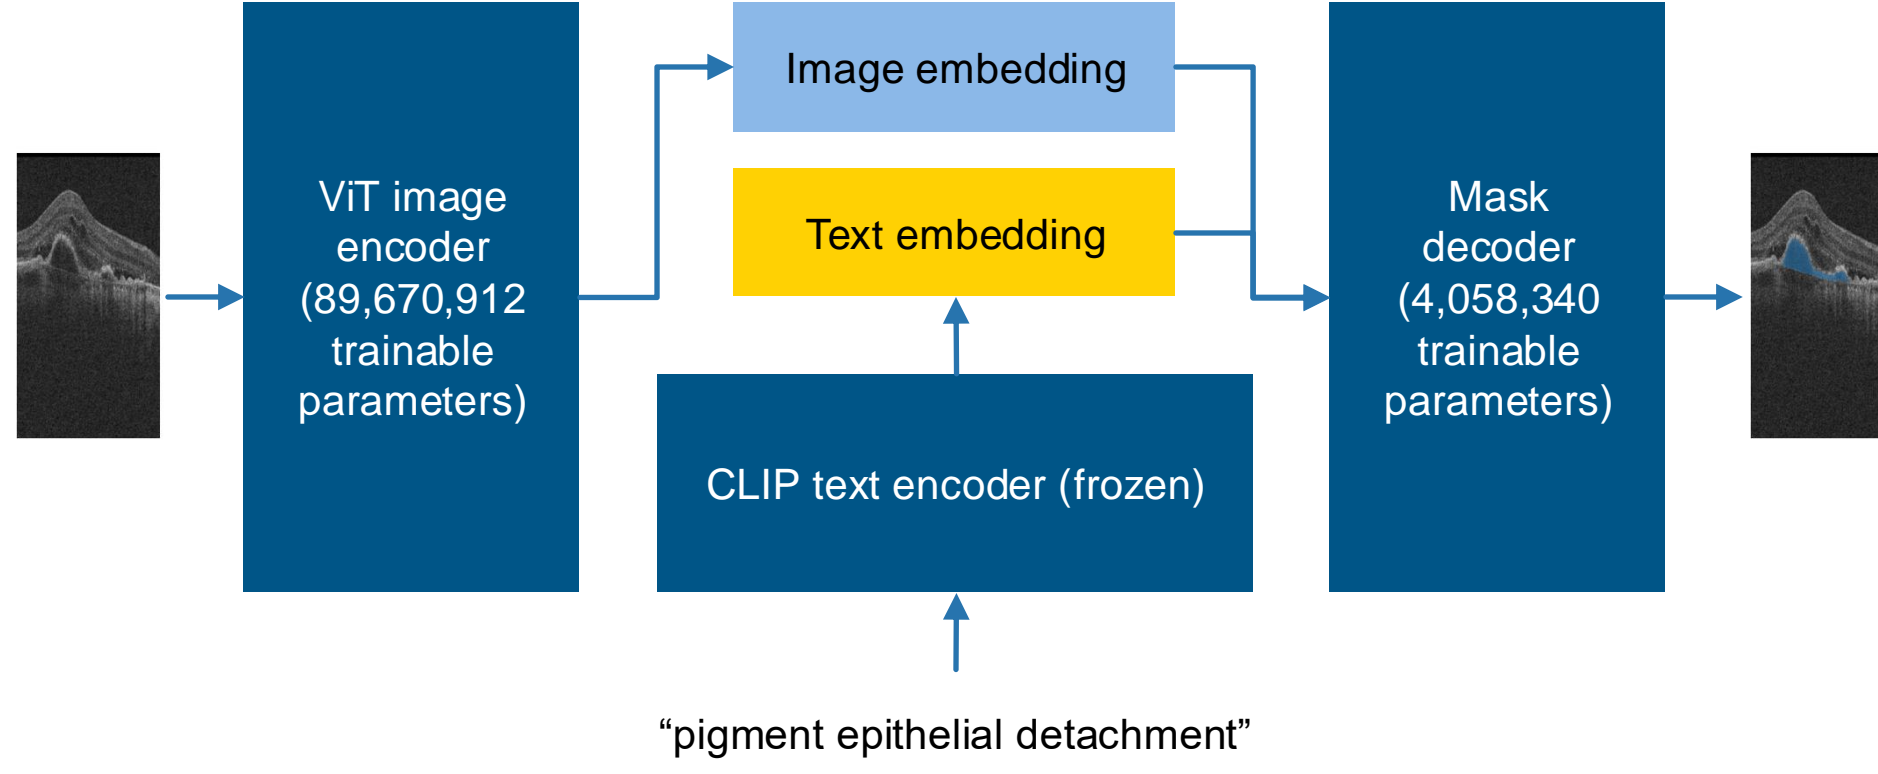 ViT image
encoder
(89,670,912
trainable
parameters)
Image embedding
Text embedding
CLIP text encoder (frozen)
“pigment epithelial detachment”
Mask
decoder
(4,058,340
trainable
parameters)